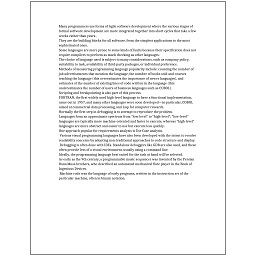 Many programmers use forms of Agile software development where the various stages of
formal software development are more integrated together into short cycles that take a few
weeks rather than years.
They are the building blocks for all software, from the simplest applications to the most
sophisticated ones.
Some languages are more prone to some kinds of faults because their specification does not
require compilers to perform as much checking as other languages.
The choice of language used is subject to many considerations, such as company policy,
suitability to task, availability of third-party packages, or individual preference.
Methods of measuring programming language popularity include: counting the number of
job advertisements that mention the language, the number of books sold and courses
teaching the language (this overestimates the importance of newer languages), and
estimates of the number of existing lines of code written in the language (this
underestimates the number of users of business languages such as COBOL).
Scripting and breakpointing is also part of this process.
FORTRAN, the first widely used high-level language to have a functional implementation,
came out in 1957, and many other languages were soon developed—in particular, COBOL
aimed at commercial data processing, and Lisp for computer research.
Normally the first step in debugging is to attempt to reproduce the problem.
Languages form an approximate spectrum from "low-level" to "high-level"; "low-level"
languages are typically more machine-oriented and faster to execute, whereas "high-level"
languages are more abstract and easier to use but execute less quickly.
One approach popular for requirements analysis is Use Case analysis.
Various visual programming languages have also been developed with the intent to resolve
readability concerns by adopting non-traditional approaches to code structure and display.
Debugging is often done with IDEs. Standalone debuggers like GDB are also used, and these
often provide less of a visual environment, usually using a command line.
Ideally, the programming language best suited for the task at hand will be selected.
As early as the 9th century, a programmable music sequencer was invented by the Persian
Banu Musa brothers, who described an automated mechanical flute player in the Book of
Ingenious Devices.
Machine code was the language of early programs, written in the instruction set of the
particular machine, often in binary notation.